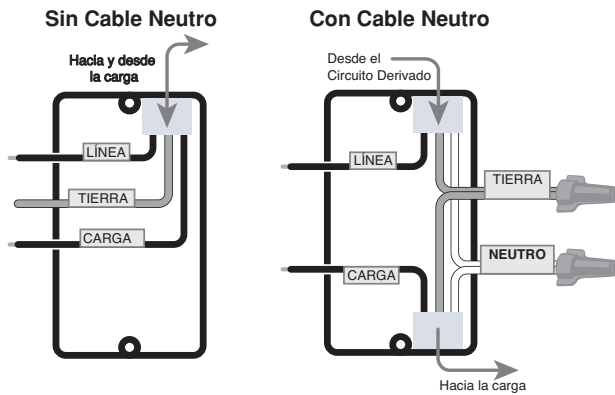 Sin Cable Neutro
Hacia y desde
la carga
LÍNEA
TIERRA
CARGA
Con Cable Neutro
Desde el
Circuito Derivado
LÍNEA
TIERRA
NEUTRO
CARGA
Hacia la carga